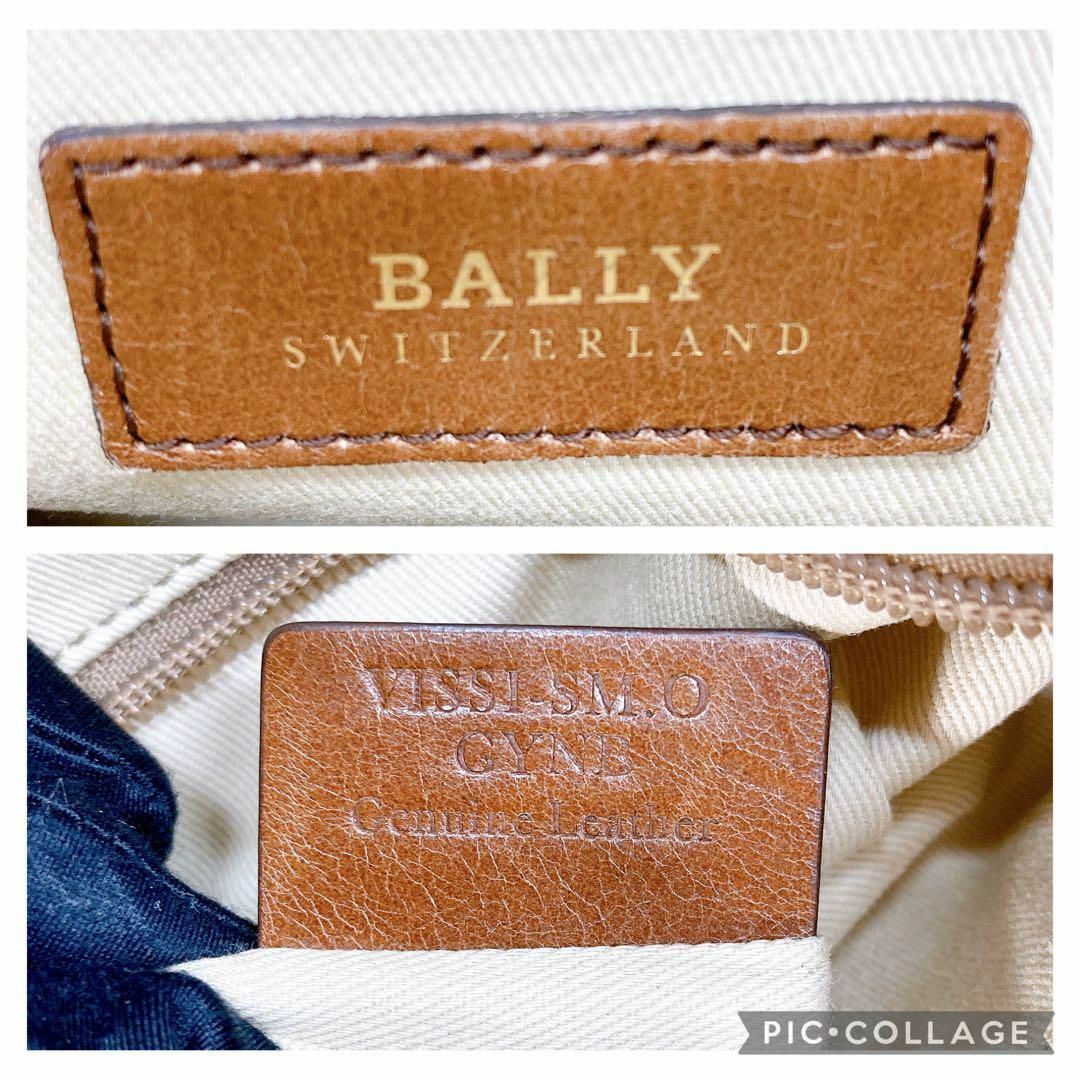 BALLY
SWITZERLAND
VISSI-SM.O
GYNB
Genuine Leather
PIC•COLLAGE